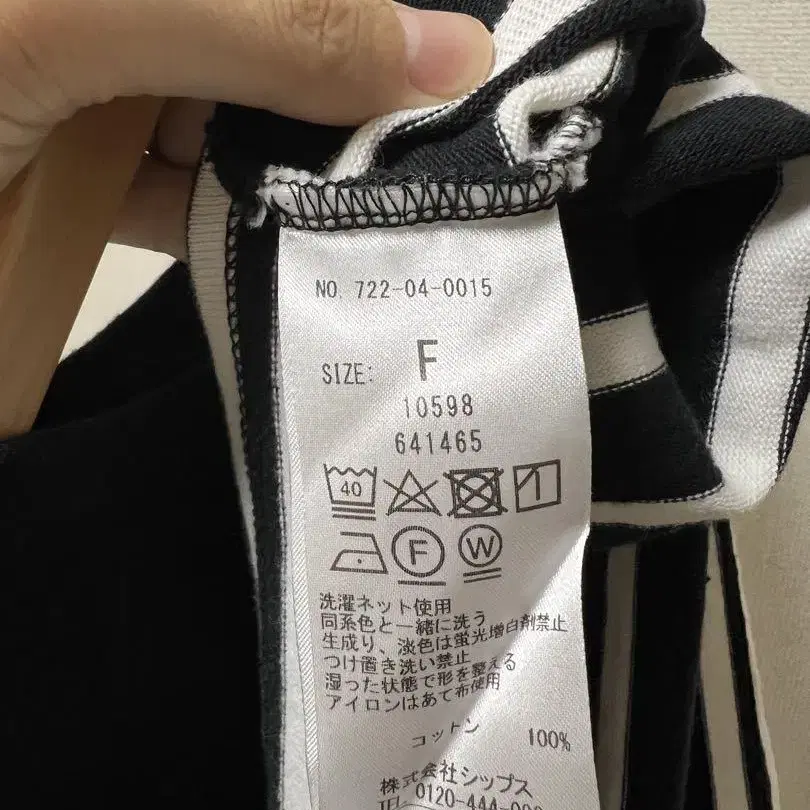 NO. 722-04-0015
SIZE: F
10598
641465
40
F W
洗濯ネット使用
同系色と一緒に洗う
生成り、淡色は蛍光増白剤禁止
つけ置き洗い禁止
湿った状態で形を整える
アイロンはあて布使用
コットン 100%
株式会社シップス